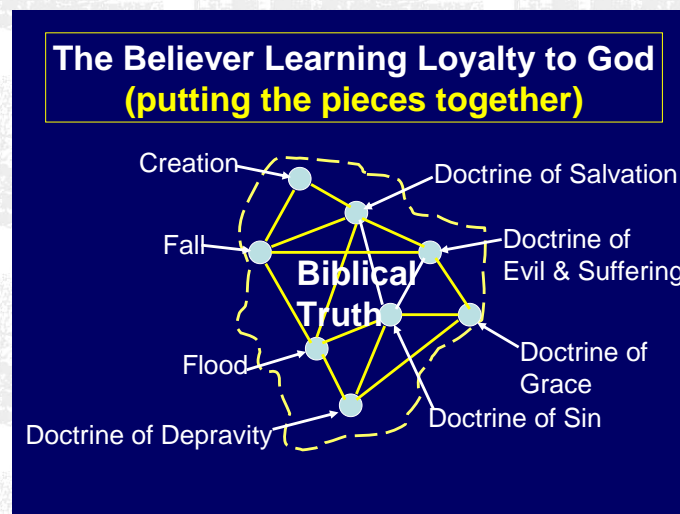 The Believer Learning Loyalty to God
(putting the pieces together)
Creation
Doctrine of Salvation
Fall
Doctrine of
Evil & Suffering
Biblical
Truth
Flood
Doctrine of
Grace
Doctrine of Sin
Doctrine of Depravity